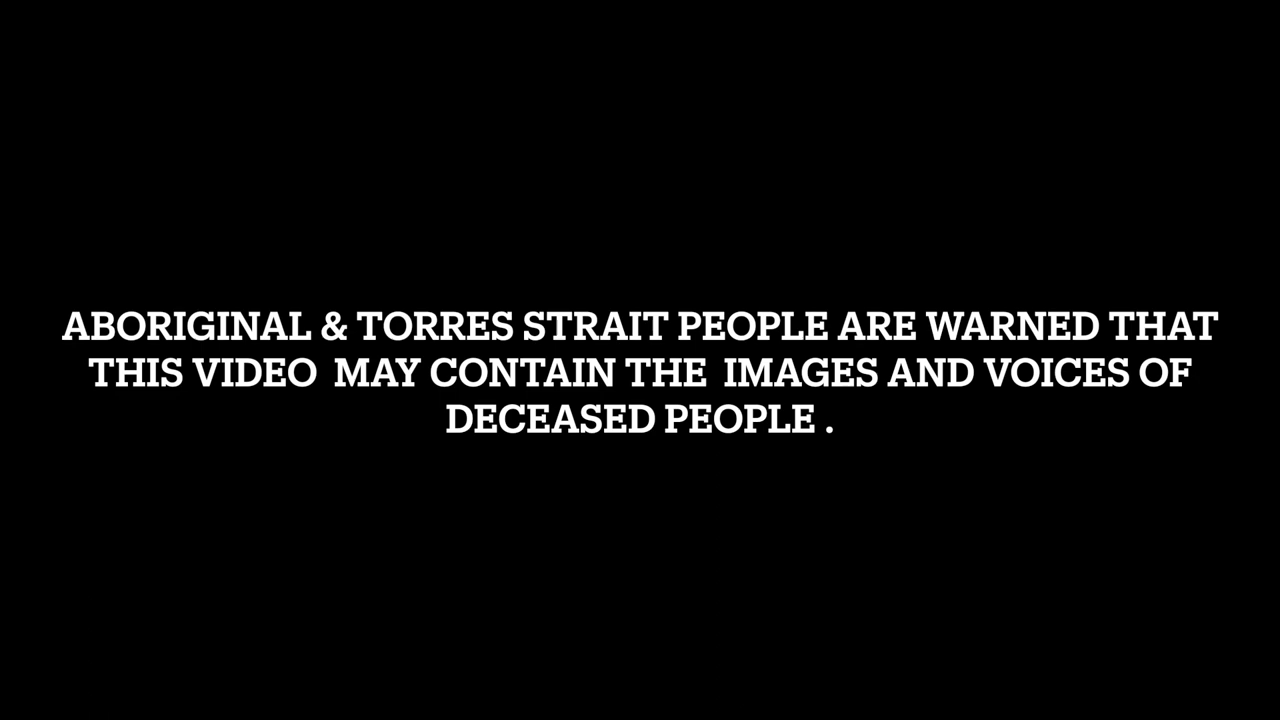 ABORIGINAL & TORRES STRAIT PEOPLE ARE WARNED THAT
THIS VIDEO  MAY CONTAIN THE  IMAGES AND VOICES OF
DECEASED PEOPLE .